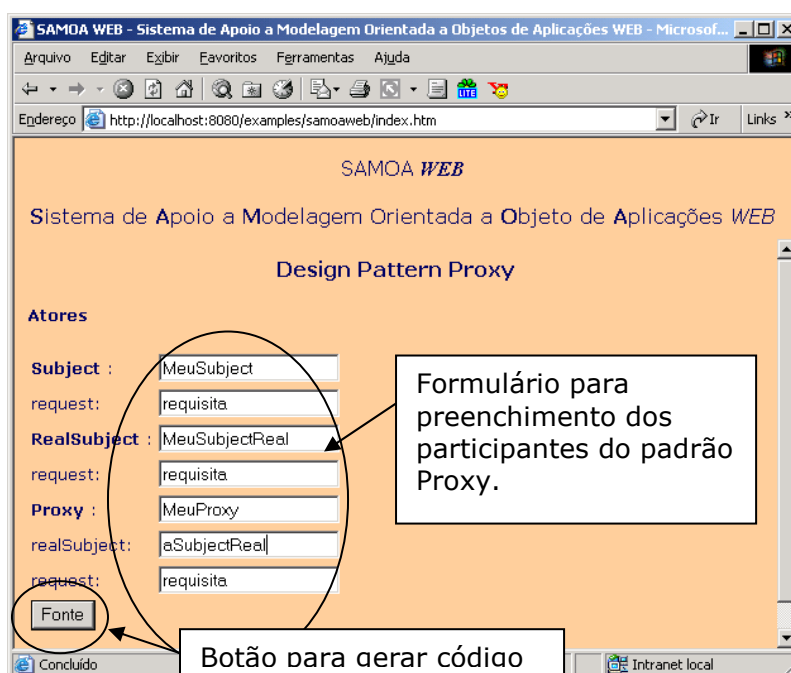 SAMOA WEB - Sistema de Apoio a Modelagem Orientada a Objetos de Aplicações WEB - Microsof...
Arquivo Editar Exibir Favoritos Ferramentas Ajuda
LITE
Endereço http://localhost:8080/examples/samoaweb/index.htm Ir Links »
SAMOA WEB
Sistema de Apoio a Modelagem Orientada a Objeto de Aplicações WEB
Design Pattern Proxy
Atores
Subject : MeuSubject
request: requisita
RealSubject : MeuSubjectReal
request: requisita
Proxy : MeuProxy
realSubject: aSubjectReal
request: requisita
Fonte
Formulário para
preenchimento dos
participantes do padrão
Proxy.
Botão para gerar código
Concluído Intranet local